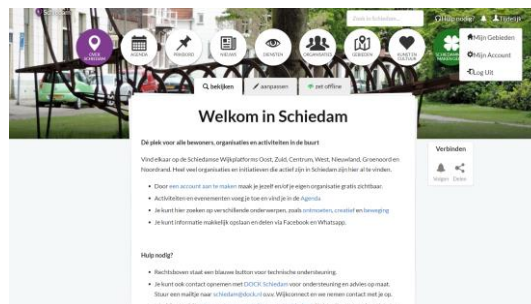 Schiedam
Zoek in Schiedam...
Hulp nodig?
Tijdelijk
Mijn Gebieden
Mijn Account
Log Uit
OVER SCHIEDAM
AGENDA
PRIKBORD
NIEUWS
DIENSTEN
ORGANISATIES
GEBIEDEN
KUNST EN CULTUUR
bekijken
aanpassen
zet offline
Welkom in Schiedam
Dé plek voor alle bewoners, organisaties en activiteiten in de buurt
Vind elkaar op de Schiedamse Wijkplatforms Oost, Zuid, Centrum, West, Nieuwland, Groenoord en
Noordrand. Heel veel organisaties en initiatieven die actief zijn in Schiedam zijn hier al te vinden.
• Door een account aan te maken maak je jezelf en/of je eigen organisatie gratis zichtbaar.
• Activiteiten en evenementen voeg je toe en vind je in de Agenda
• Je kunt hier zoeken op verschillende onderwerpen, zoals ontmoeten, creatief en beweging
• Je kunt informatie makkelijk opslaan en delen via Facebook en Whatsapp.
Hulp nodig?
• Rechtsboven staat een blauwe button voor technische ondersteuning.
• Je kunt ook contact opnemen met DOCK Schiedam voor ondersteuning en advies op maat.
Stuur een mailtje naar schiedam@dock.nl o.v.v. Wijkconnect en we nemen contact met je op.
Verbinden
Volgen Delen